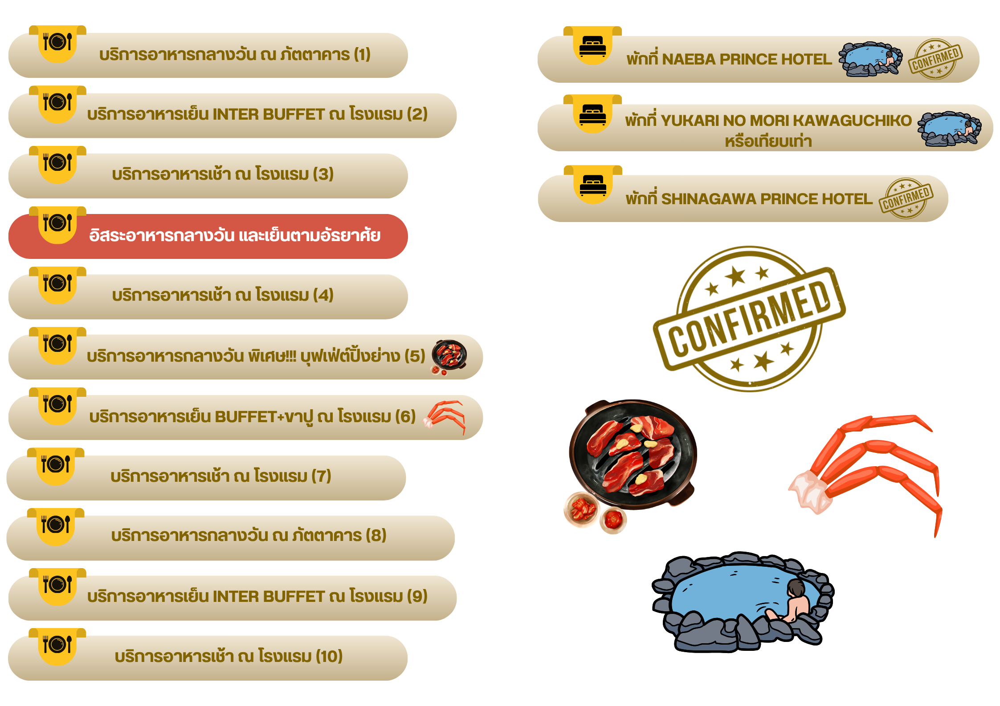 บริการอาหารกลางวัน ณ ภัตตาคาร (1)
บริการอาหารเย็น INTER BUFFET ณ โรงแรม (2)
บริการอาหารเช้า ณ โรงแรม (3)
อิสระอาหารกลางวัน และเย็นตามอัธยาศัย
บริการอาหารเช้า ณ โรงแรม (4)
บริการอาหารกลางวัน พิเศษ!!! บุฟเฟ่ต์ปิ้งย่าง (5)
บริการอาหารเย็น BUFFET+ขาปู ณ โรงแรม (6)
บริการอาหารเช้า ณ โรงแรม (7)
บริการอาหารกลางวัน ณ ภัตตาคาร (8)
บริการอาหารเย็น INTER BUFFET ณ โรงแรม (9)
บริการอาหารเช้า ณ โรงแรม (10)
พักที่ NAEBA PRINCE HOTEL
CONFIRMED
พักที่ YUKARI NO MORI KAWAGUCHIKO
หรือเทียบเท่า
พักที่ SHINAGAWA PRINCE HOTEL
CONFIRMED
CONFIRMED